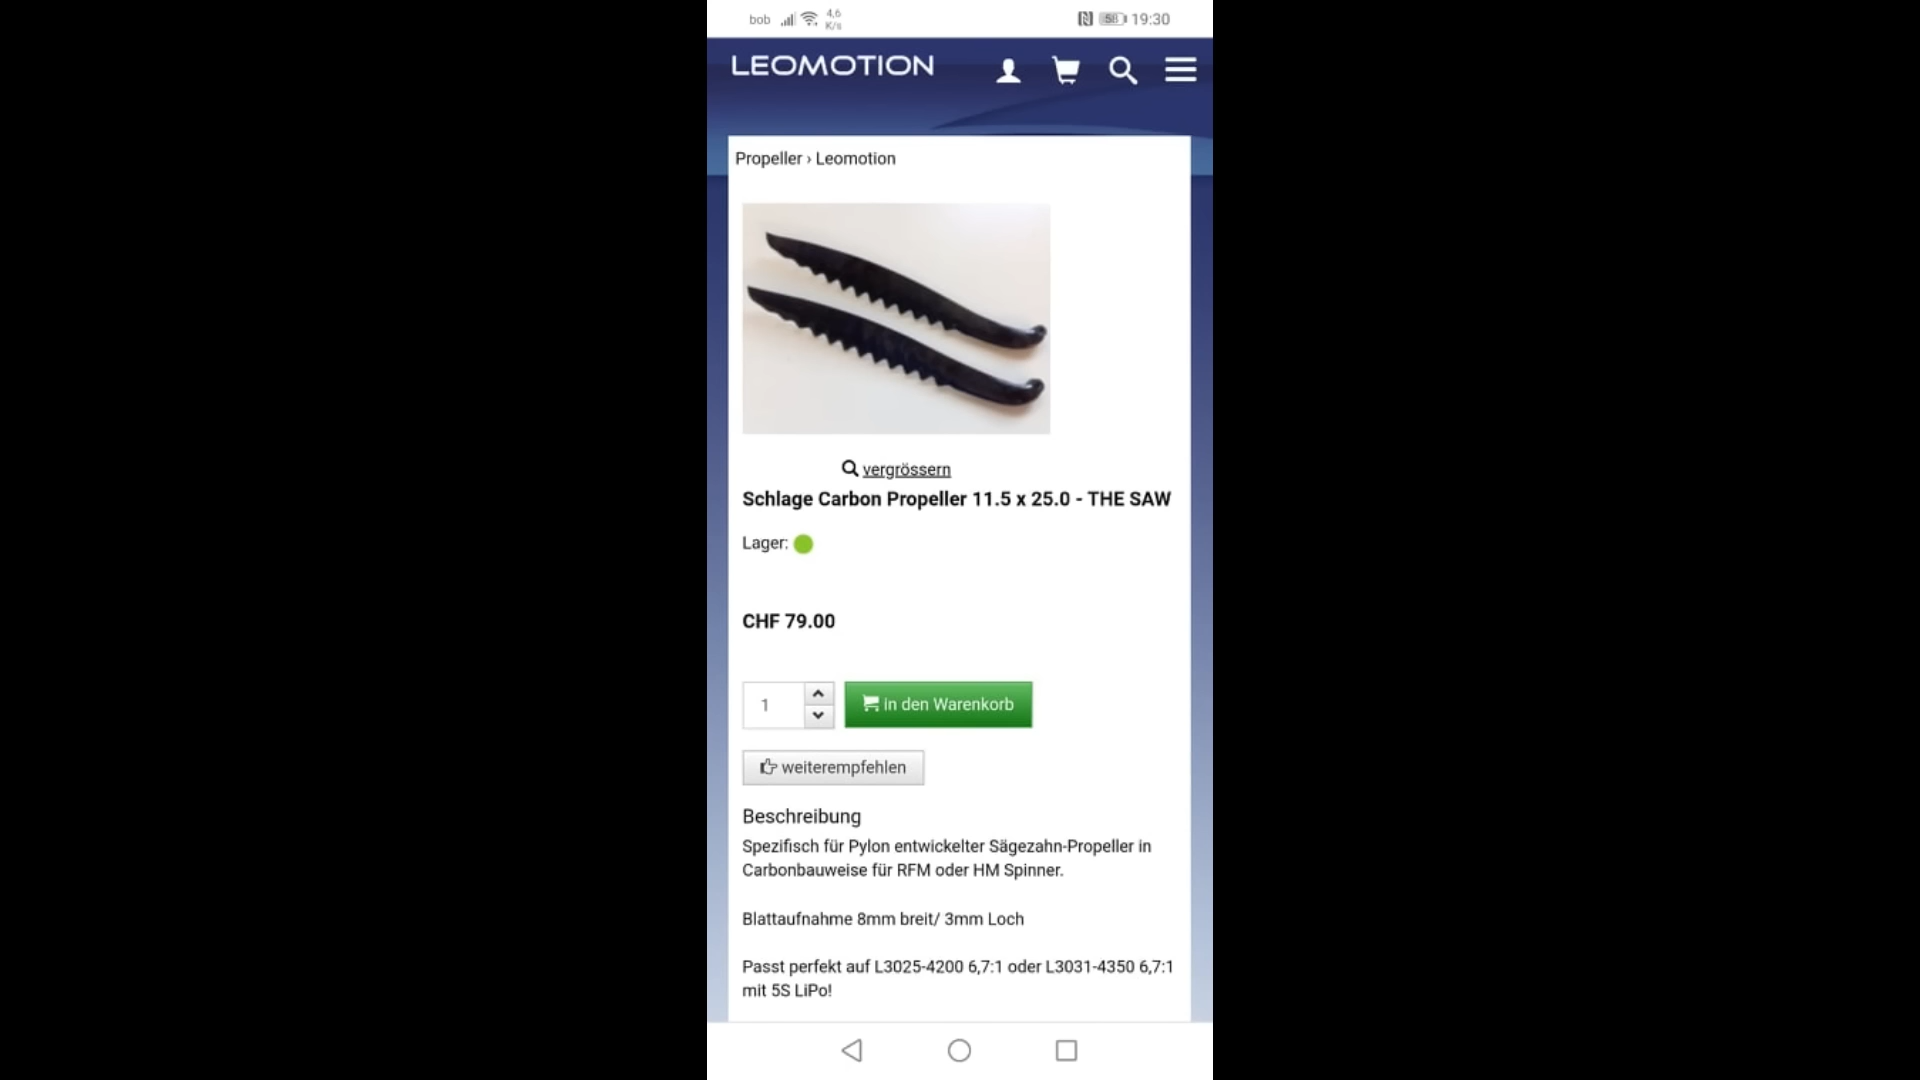 bob 4,6 K/s 58 19:30
LEOMOTION
Propeller › Leomotion
vergrössern
Schlage Carbon Propeller 11.5 x 25.0 - THE SAW
Lager:
CHF 79.00
1 in den Warenkorb
weiterempfehlen
Beschreibung
Spezifisch für Pylon entwickelter Sägezahn-Propeller in
Carbonbauweise für RFM oder HM Spinner.
Blattaufnahme 8mm breit/ 3mm Loch
Passt perfekt auf L3025-4200 6,7:1 oder L3031-4350 6,7:1
mit 5S LiPo!